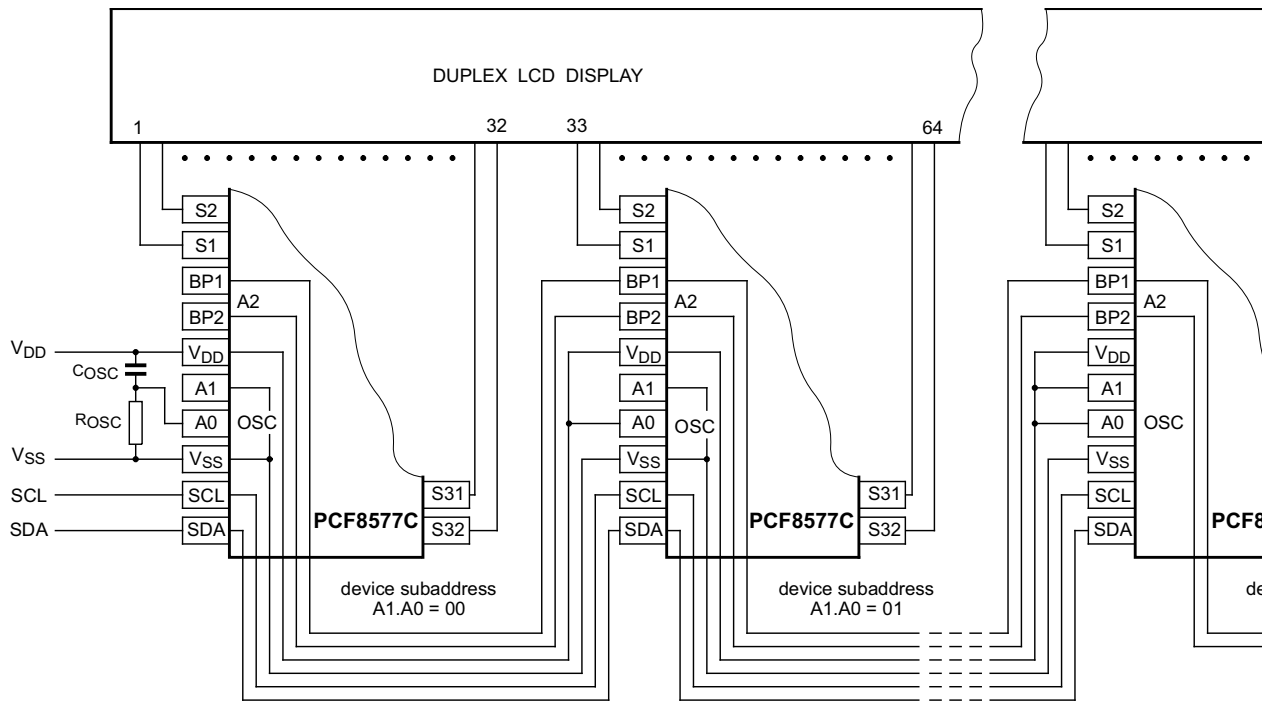 DUPLEX LCD DISPLAY
1
32
33
64
S2
S1
BP1
A2
BP2
VDD
A1
A0
OSC
VSS
SCL
SDA
S31
S32
PCF8577C
VDD
COSC
ROSC
VSS
SCL
SDA
device subaddress
A1.A0 = 00
S2
S1
BP1
A2
BP2
VDD
A1
A0
OSC
VSS
SCL
SDA
S31
S32
PCF8577C
device subaddress
A1.A0 = 01
S2
S1
BP1
A2
BP2
VDD
A1
A0
OSC
VSS
SCL
SDA
PCF8
de